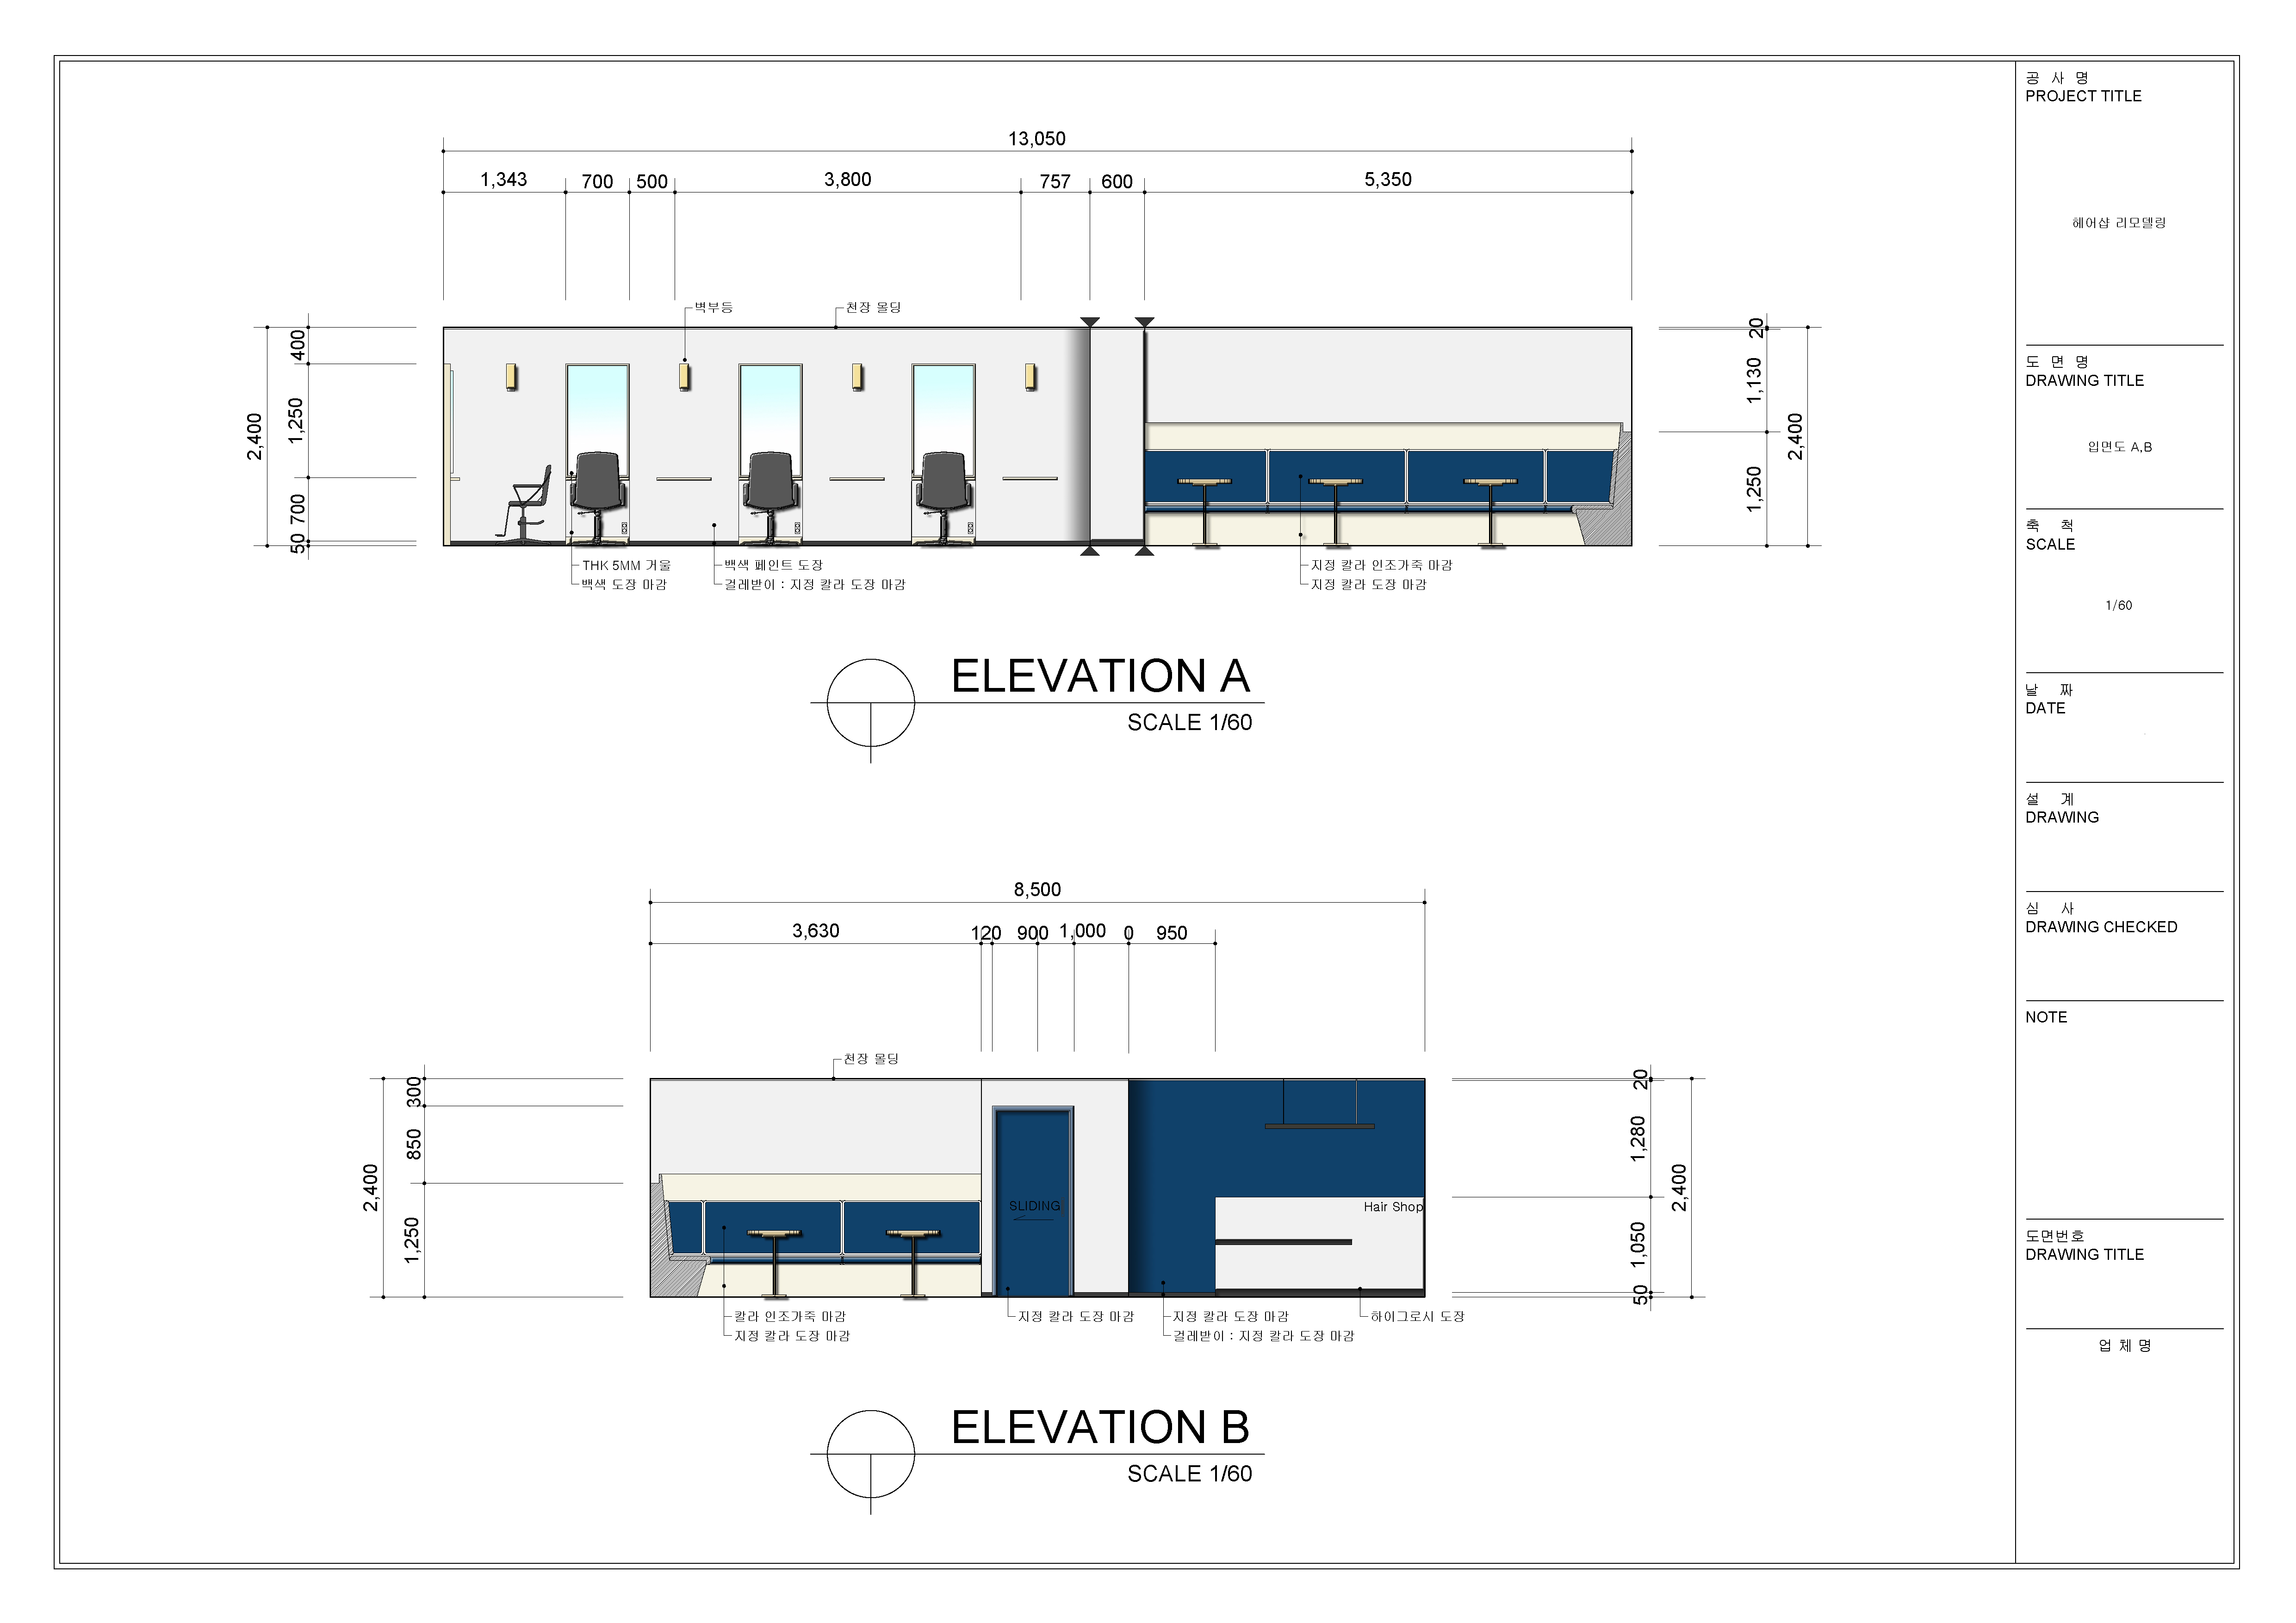 13,050
1,343 700 500 3,800 757 600 5,350
벽부등
천장 몰딩
2,400
400
1,250
700
50
20
1,130
1,250
2,400
THK 5MM 거울
백색 도장 마감
백색 페인트 도장
걸레받이 : 지정 칼라 도장 마감
지정 칼라 인조가죽 마감
지정 칼라 도장 마감
ELEVATION A
SCALE 1/60
8,500
3,630 120 900 1,000 0 950
천장 몰딩
2,400
300
850
1,250
SLIDING
Hair Shop
20
1,280
1,050
50
2,400
칼라 인조가죽 마감
지정 칼라 도장 마감
지정 칼라 도장 마감
지정 칼라 도장 마감
걸레받이 : 지정 칼라 도장 마감
하이그로시 도장
ELEVATION B
SCALE 1/60
공 사 명
PROJECT TITLE
헤어샵 리모델링
도 면 명
DRAWING TITLE
입면도 A,B
축 척
SCALE
1/60
날 짜
DATE
설 계
DRAWING
심 사
DRAWING CHECKED
NOTE
도면번호
DRAWING TITLE
업 체 명